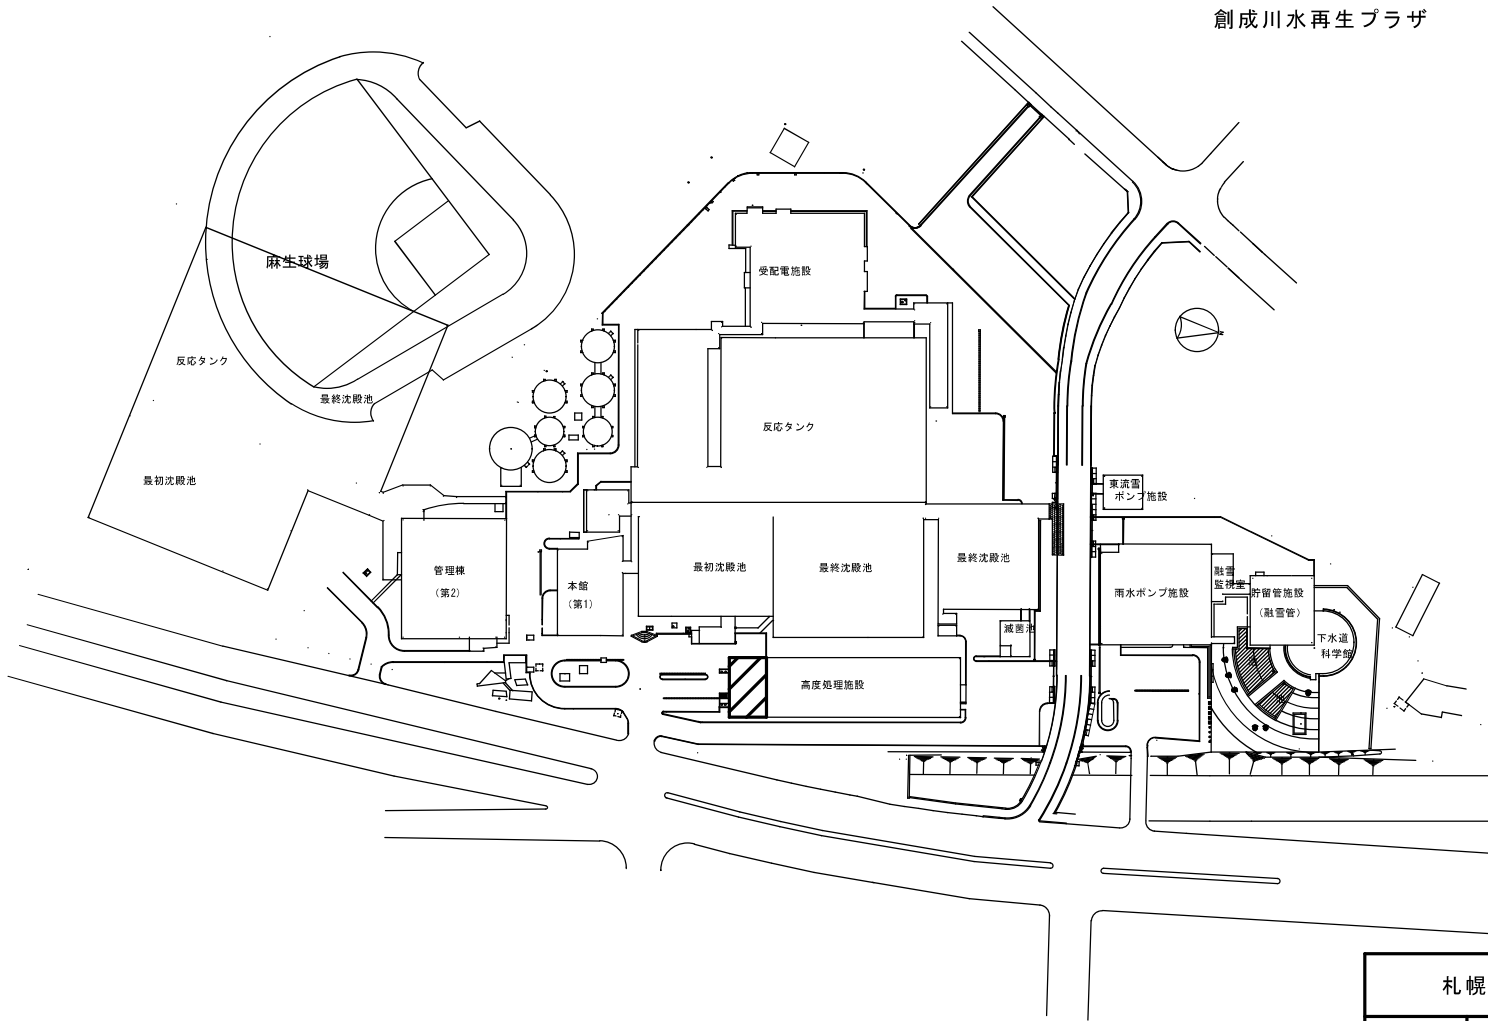 創成川水再生プラザ
麻生球場
受配電施設
反応タンク
最終沈殿池
反応タンク
最初沈殿池
東流雪
ポンプ施設
管理棟
(第2)
本館
(第1)
最初沈殿池
最終沈殿池
最終沈殿池
滅菌池
雨水ポンプ施設
融雪
監視室
貯留管施設
(融雪管)
下水道
科学館
高度処理施設
札幌